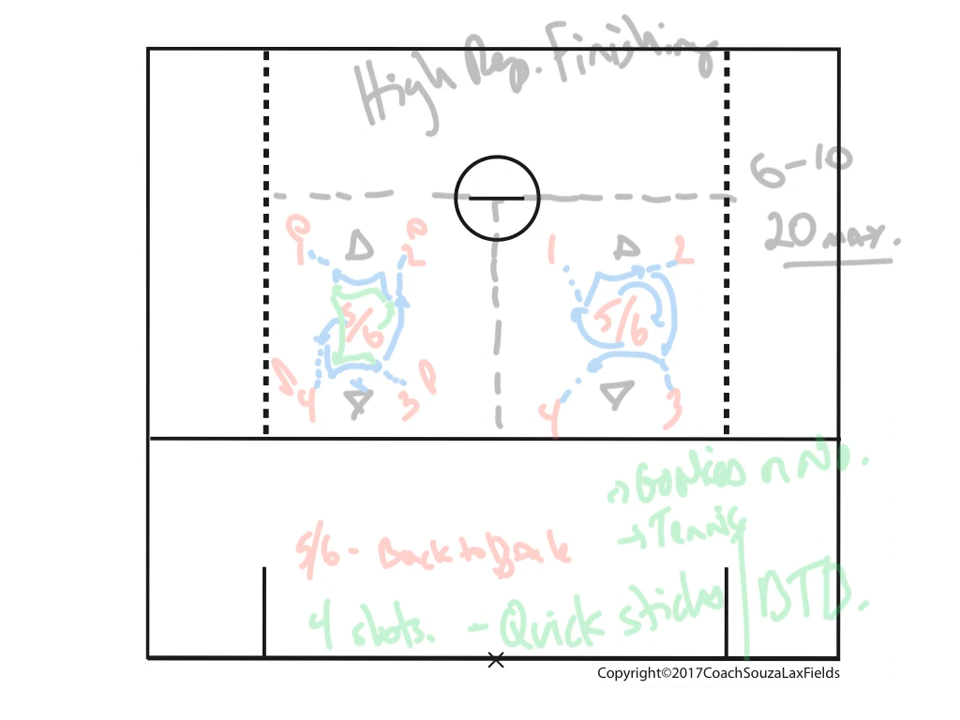 High Rep. Finishing
6-10
20 max.
1 2 1 2
5/6 5/6
4 3 4 3
→ Goalies or No.
→ Tennis
5/6 - Back to Back
4 shots. - Quick sticks / BTB.
Copyright©2017CoachSouzaLaxFields